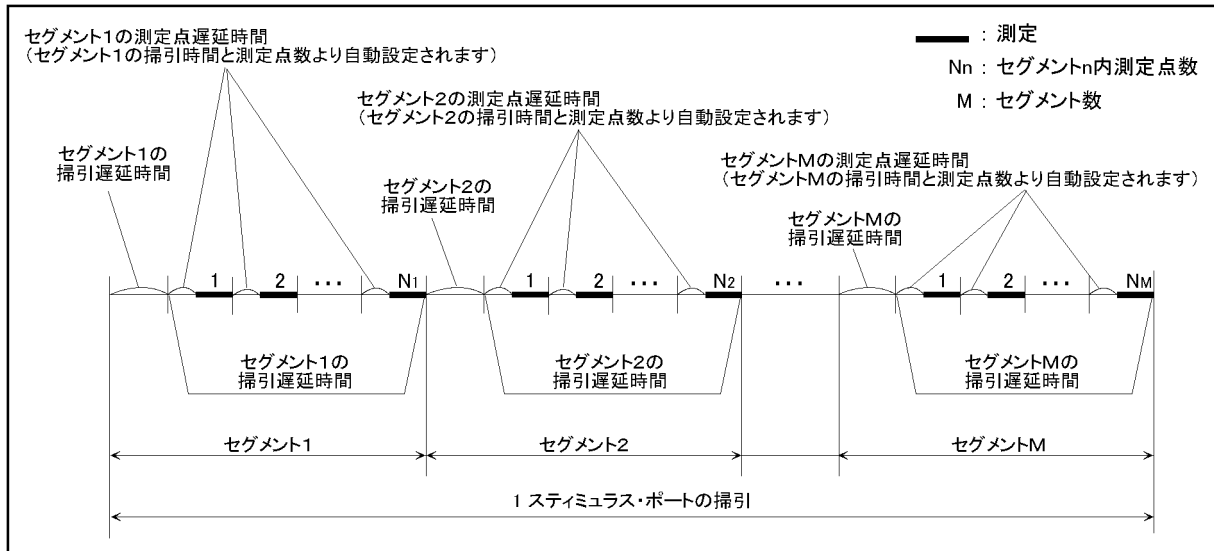 セグメント1の測定点遅延時間
(セグメント1の掃引時間と測定点数より自動設定されます)
: 測定
Nn : セグメントn内測定点数
M : セグメント数
セグメント2の測定点遅延時間
(セグメント2の掃引時間と測定点数より自動設定されます)
セグメント1の
掃引遅延時間
セグメントMの測定点遅延時間
(セグメントMの掃引時間と測定点数より自動設定されます)
セグメント2の
掃引遅延時間
セグメントMの
掃引遅延時間
1 2 ··· N1 1 2 ··· N2 ··· 1 2 ··· NM
セグメント1の
掃引遅延時間
セグメント2の
掃引遅延時間
セグメントMの
掃引遅延時間
セグメント1 セグメント2 セグメントM
1 スティミュラス・ポートの掃引